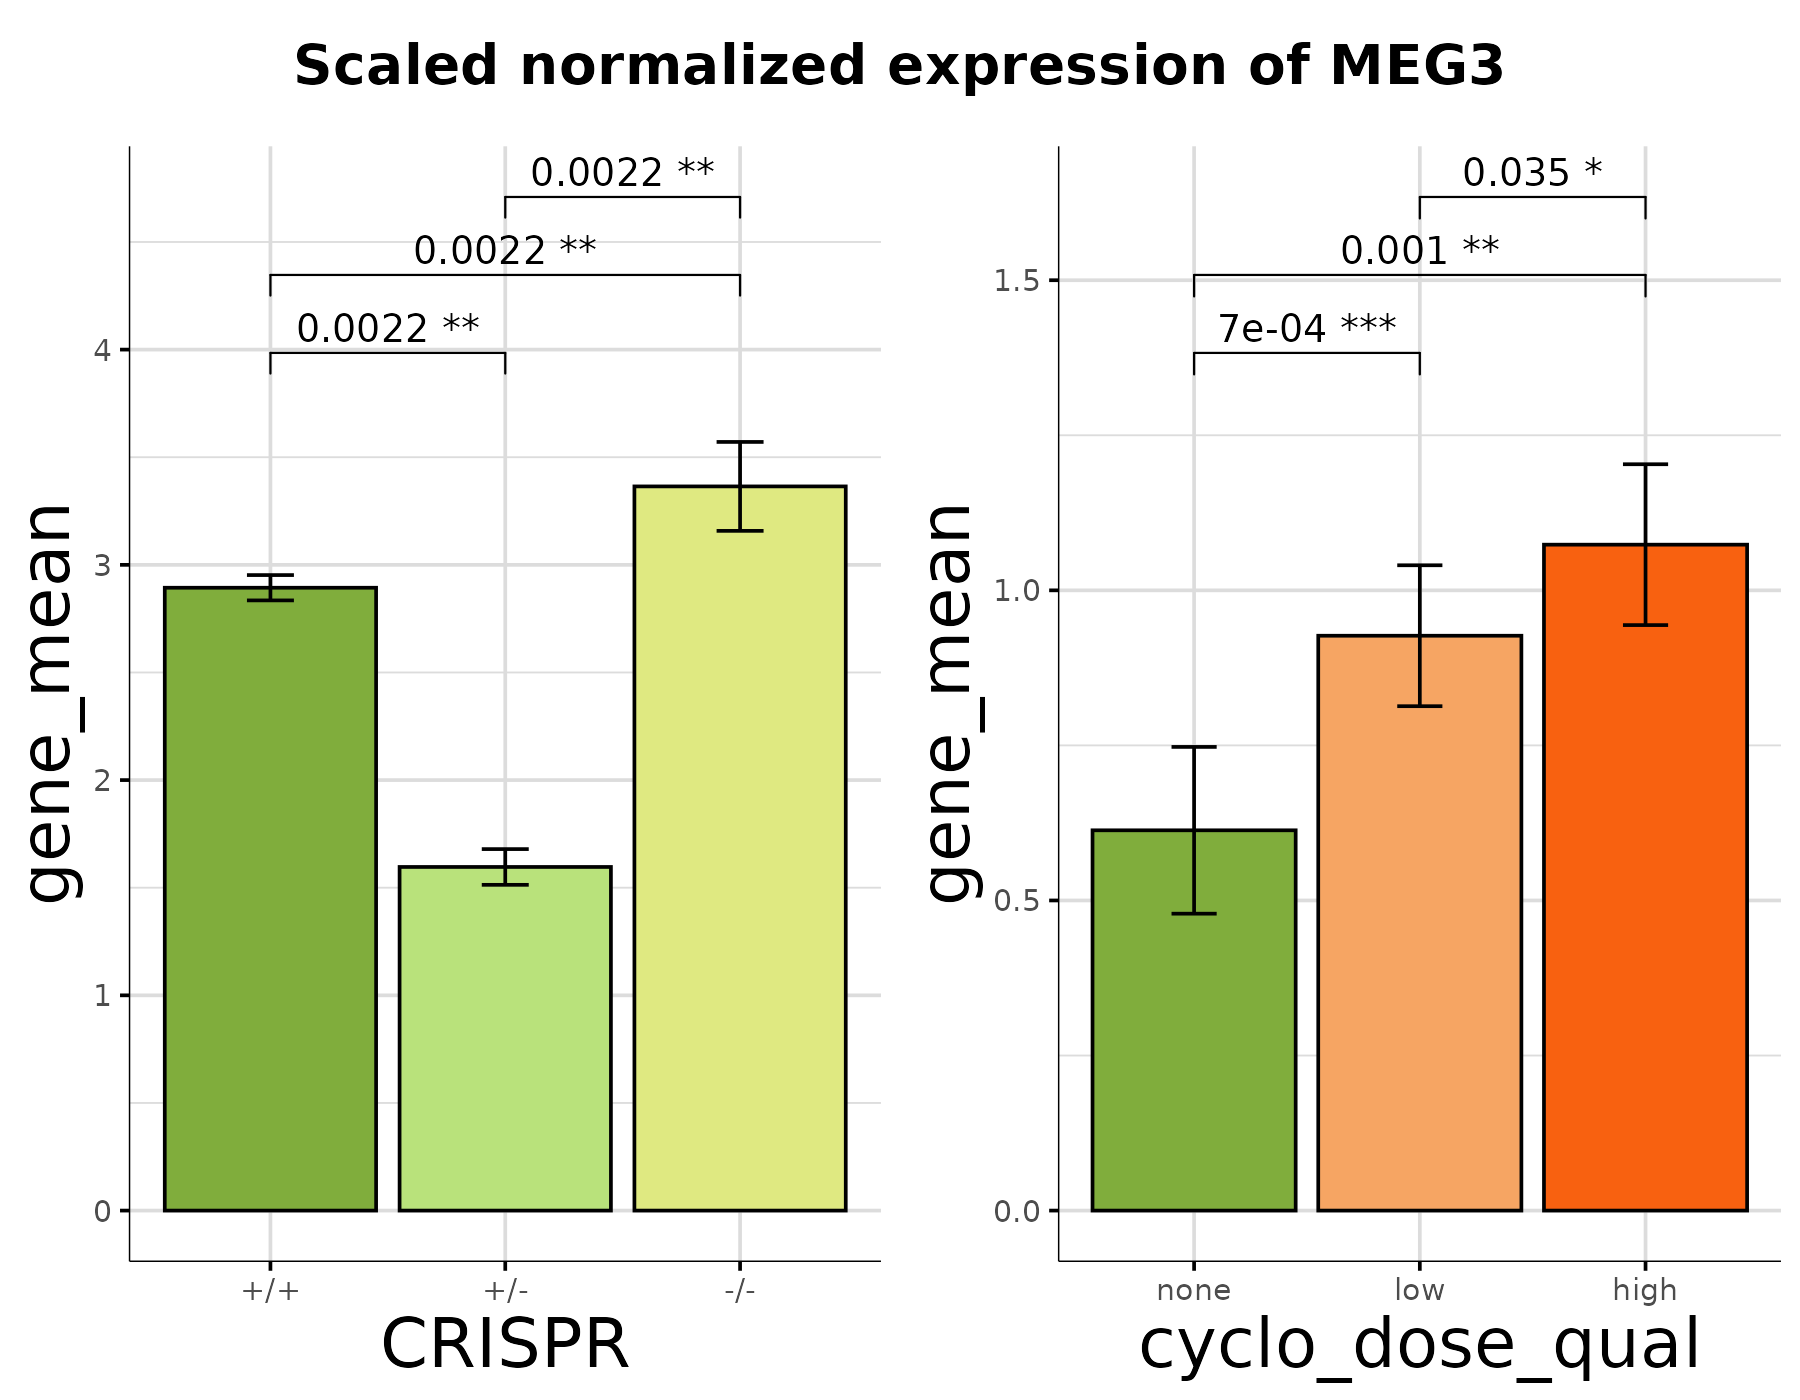 Scaled normalized expression of MEG3
gene_mean
0.0022 **
0.0022 **
0.0022 **
4
3
2
1
0
+/+
+/-
-/-
CRISPR
gene_mean
0.035 *
0.001 **
7e-04 ***
1.5
1.0
0.5
0.0
none
low
high
cyclo_dose_qual